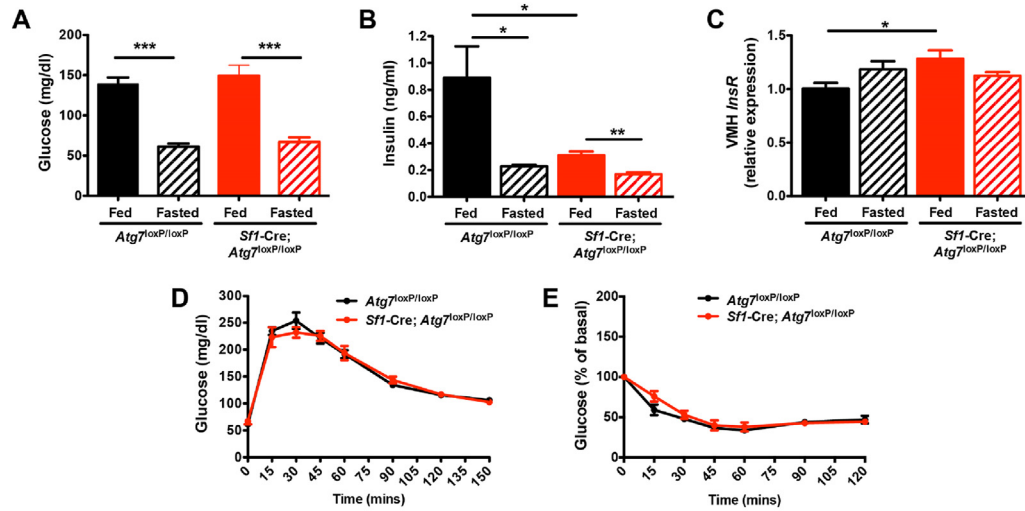 A
Glucose (mg/dl)
200
150
100
50
0
***
***
Fed
Fasted
Fed
Fasted
Atg7loxP/loxP
Sf1-Cre;
Atg7loxP/loxP
B
Insulin (ng/ml)
1.2
1.0
0.8
0.6
0.4
0.2
0.0
*
*
**
Fed
Fasted
Fed
Fasted
Atg7loxP/loxP
Sf1-Cre;
Atg7loxP/loxP
C
VMH InsR
(relative expression)
1.5
1.0
0.5
0.0
*
Fed
Fasted
Fed
Fasted
Atg7loxP/loxP
Sf1-Cre;
Atg7loxP/loxP
D
Glucose (mg/dl)
300
250
200
150
100
50
0
Atg7loxP/loxP
Sf1-Cre; Atg7loxP/loxP
0 15 30 45 60 75 90 105 120 135 150
Time (mins)
E
Glucose (% of basal)
200
150
100
50
0
Atg7loxP/loxP
Sf1-Cre; Atg7loxP/loxP
0 15 30 45 60 75 90 105 120
Time (mins)